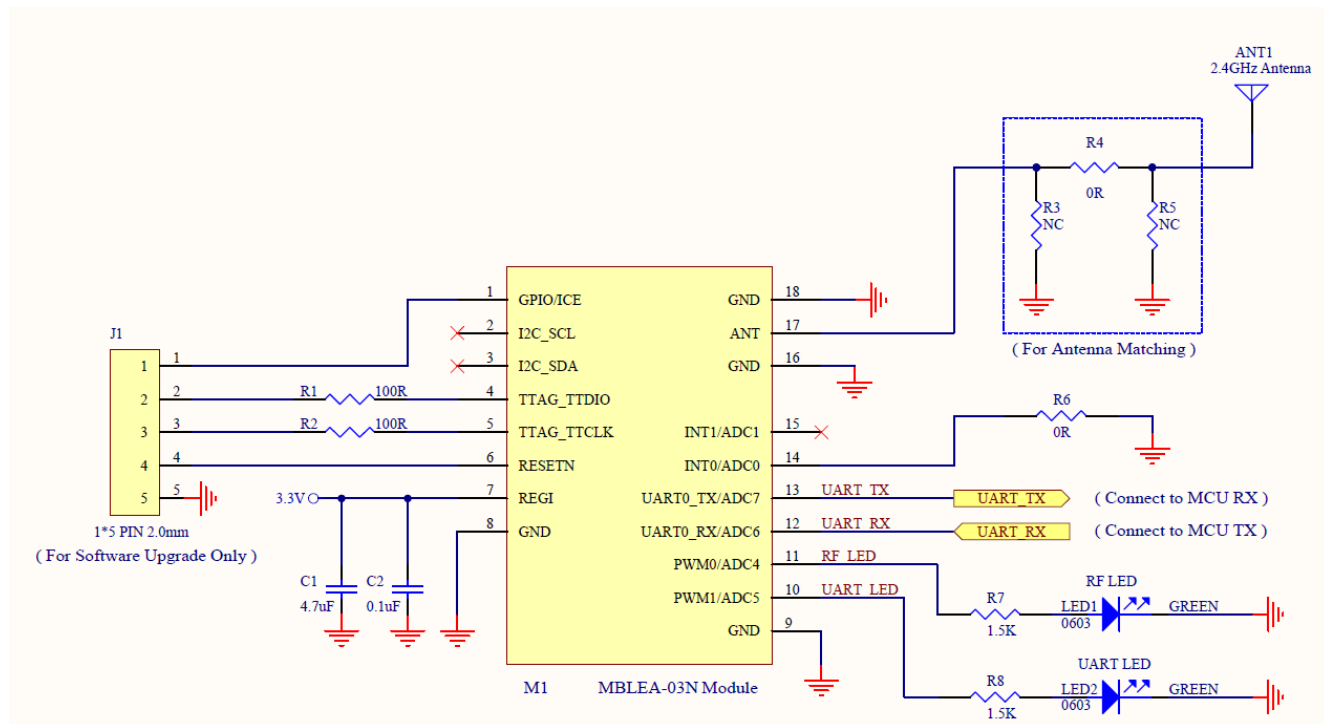 ANT1
2.4GHz Antenna
R4
0R
R3
NC
R5
NC
( For Antenna Matching )
J1
1 1
2 2
3 3
4 4
5 5
1*5 PIN 2.0mm
( For Software Upgrade Only )
R1 100R
R2 100R
3.3V
C1
4.7uF
C2
0.1uF
1 GPIO/ICE
2 I2C_SCL
3 I2C_SDA
4 TTAG_TTDIO
5 TTAG_TTCLK
6 RESETN
7 REGI
8 GND
GND 18
ANT 17
GND 16
INT1/ADC1 15
INT0/ADC0 14
UART0_TX/ADC7 13
UART0_RX/ADC6 12
PWM0/ADC4 11
PWM1/ADC5 10
GND 9
M1 MBLEA-03N Module
R6
0R
UART_TX UART_TX ( Connect to MCU RX )
UART_RX UART_RX ( Connect to MCU TX )
RF_LED
UART_LED
RF LED
R7
1.5K
LED1
0603
GREEN
UART LED
R8
1.5K
LED2
0603
GREEN